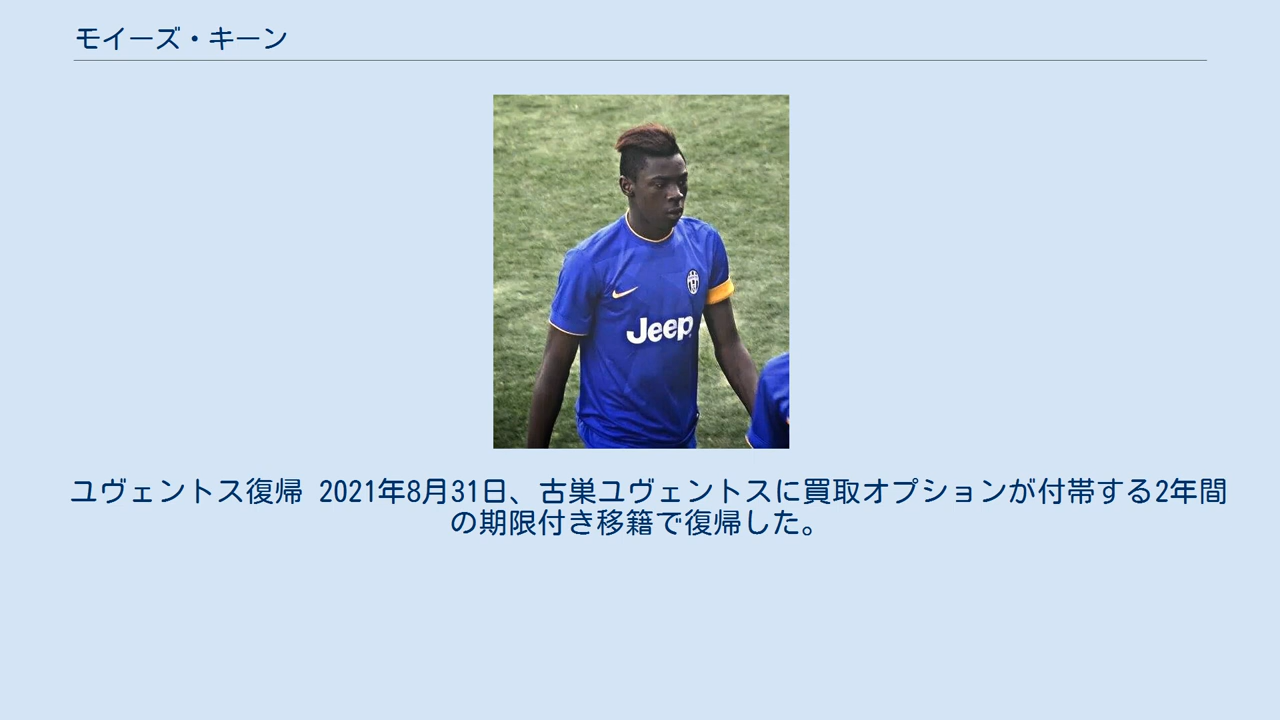 モイーズ・キーン
Jeep
ユヴェントス復帰 2021年8月31日、古巣ユヴェントスに買取オプションが付帯する2年間
の期限付き移籍で復帰した。